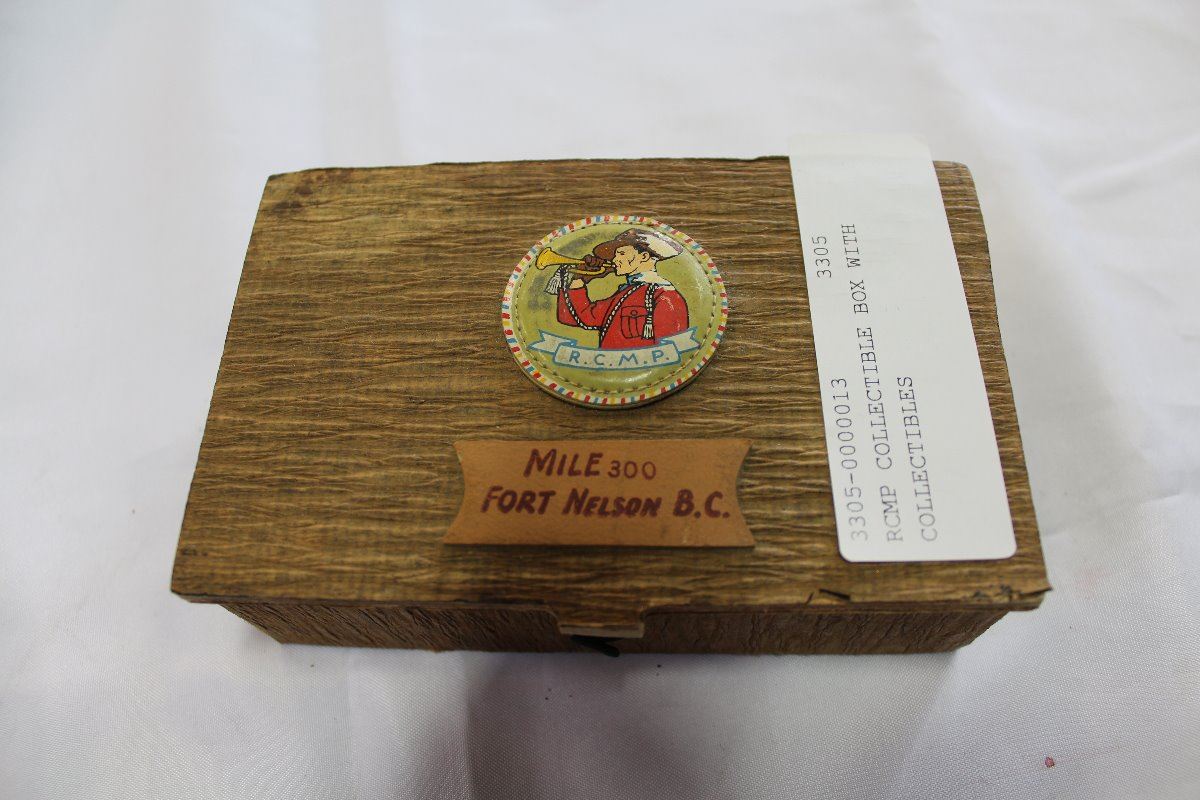 R.C.M.P.
MILE 300
FORT NELSON B.C.
3305-0000013 3305
RCMP COLLECTIBLE BOX WITH
COLLECTIBLES